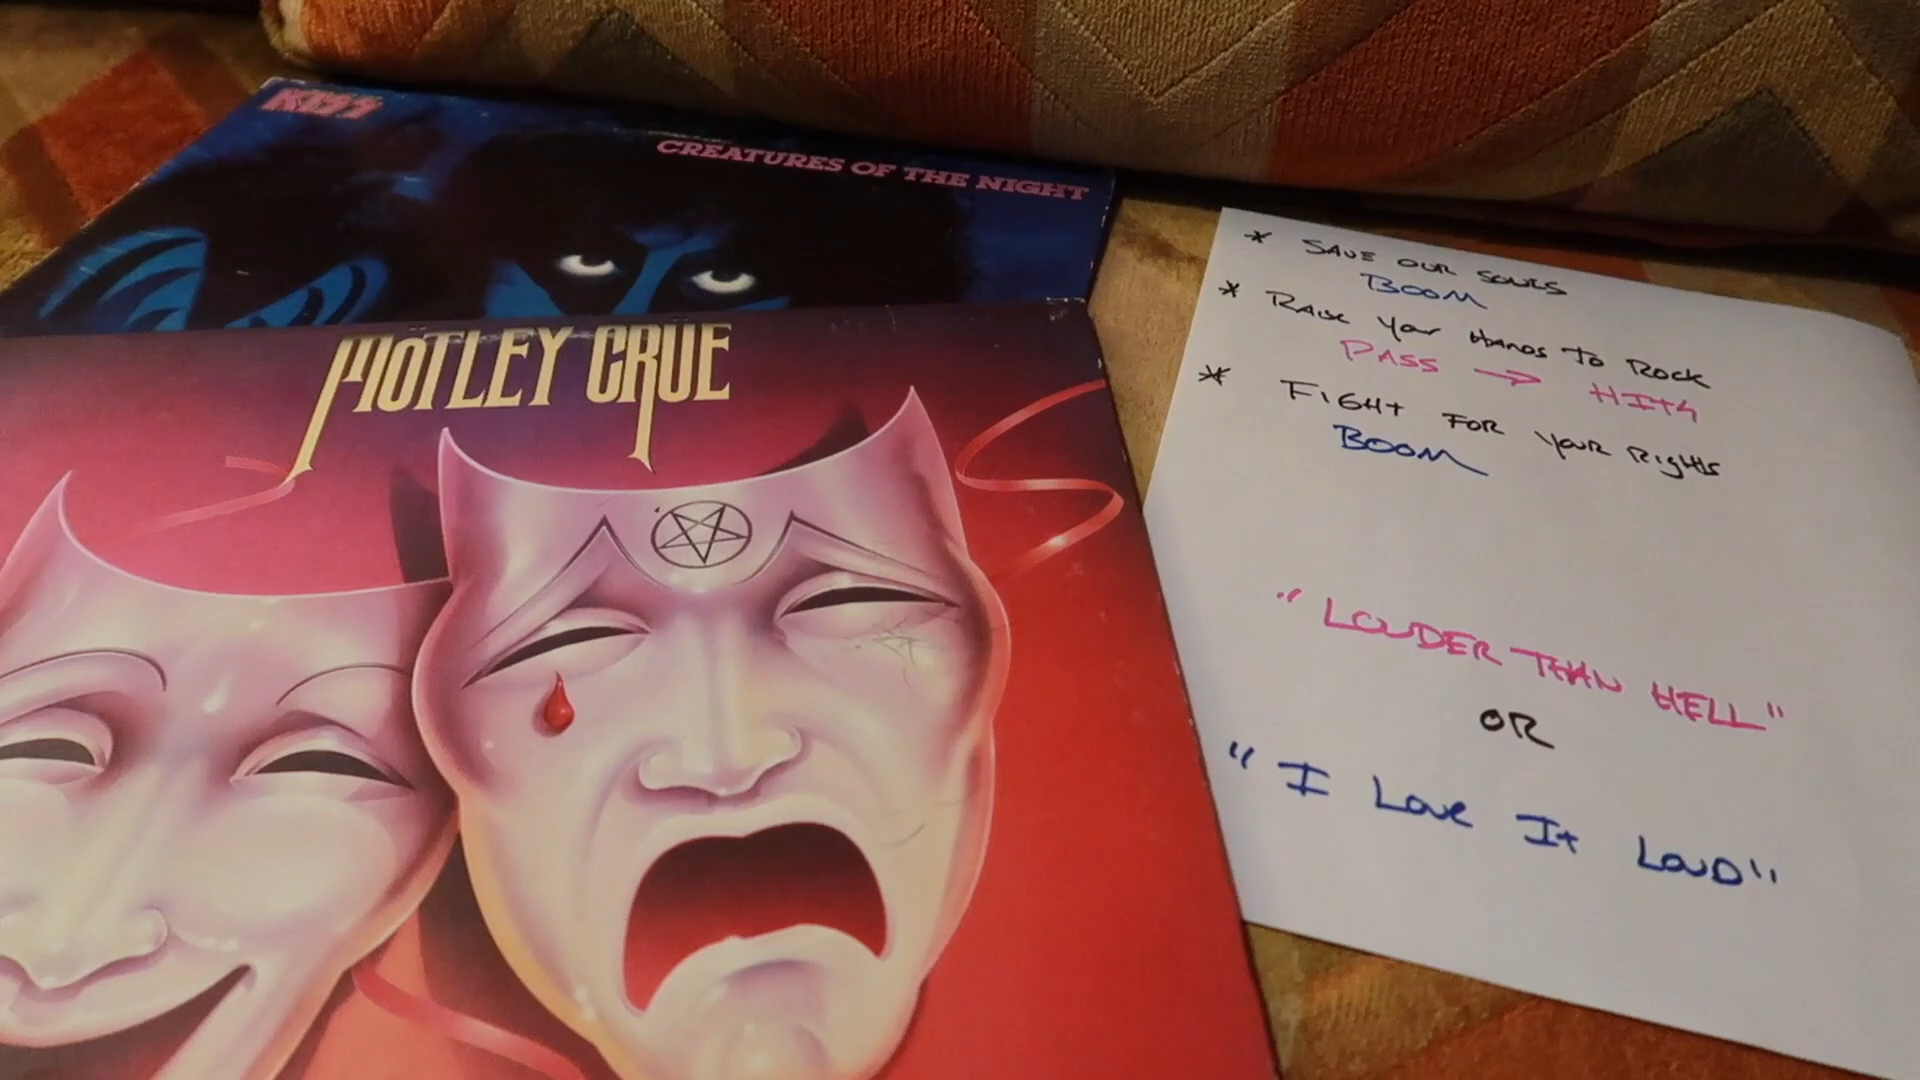 KISS
CREATURES OF THE NIGHT
MÖTLEY CRÜE
* SAVE OUR SOULS
BOOM
* RAISE YOUR HANDS TO ROCK
PASS → HITS
* FIGHT FOR YOUR RIGHTS
BOOM
"LOUDER THAN HELL"
OR
"I LOVE IT LOUD"